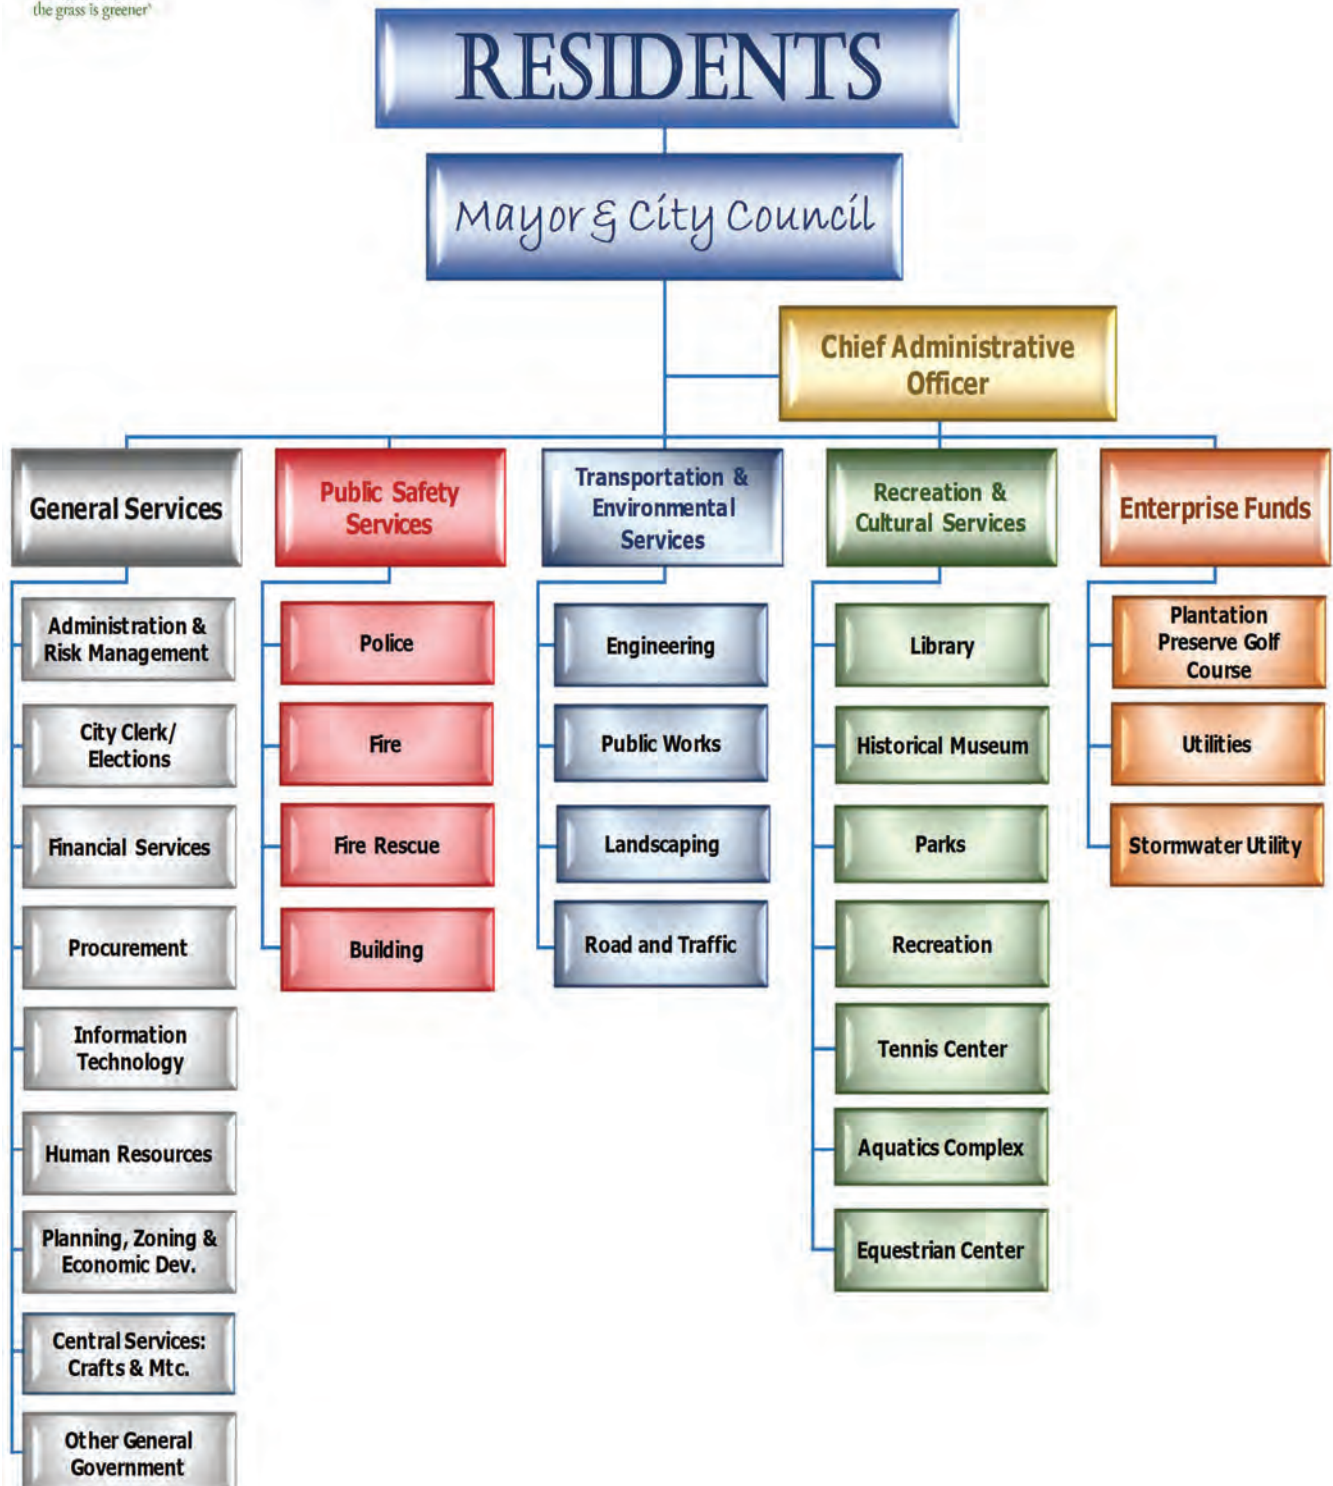 the grass is greener®
RESIDENTS
Mayor & City Council
Chief Administrative
Officer
General Services
Public Safety
Services
Transportation &
Environmental
Services
Recreation &
Cultural Services
Enterprise Funds
Administration &
Risk Management
City Clerk/
Elections
Financial Services
Procurement
Information
Technology
Human Resources
Planning, Zoning &
Economic Dev.
Central Services:
Crafts & Mtc.
Other General
Government
Police
Fire
Fire Rescue
Building
Engineering
Public Works
Landscaping
Road and Traffic
Library
Historical Museum
Parks
Recreation
Tennis Center
Aquatics Complex
Equestrian Center
Plantation
Preserve Golf
Course
Utilities
Stormwater Utility